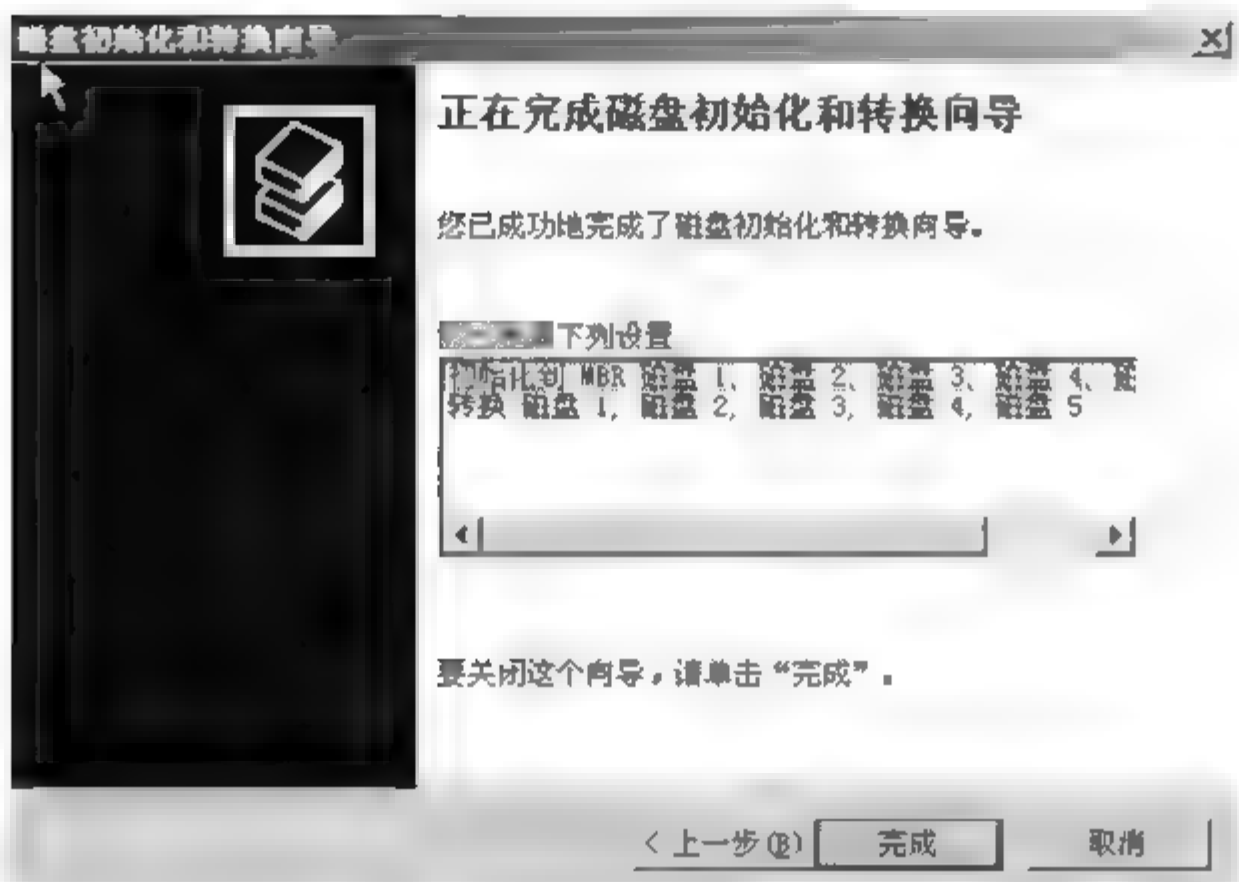 磁盘初始化和转换向导
正在完成磁盘初始化和转换向导
您已成功地完成了磁盘初始化和转换向导。
下列设置
初始化到 MBR 磁盘 1、磁盘 2、磁盘 3、磁盘 4、
转换 磁盘 1, 磁盘 2, 磁盘 3, 磁盘 4, 磁盘 5
要关闭这个向导，请单击“完成”。
< 上一步(B) 完成 取消